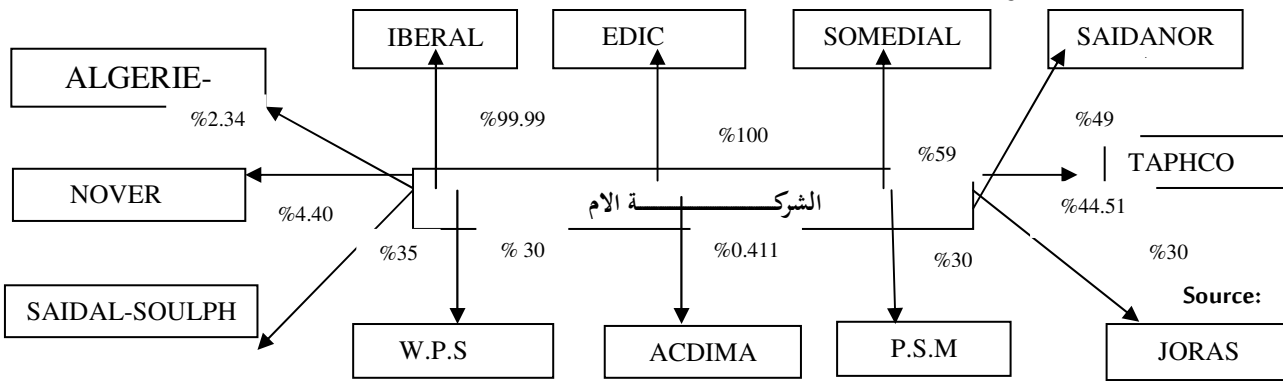 IBERAL
EDIC
SOMEDIAL
SAIDANOR
ALGERIE-
%2.34
%99.99
%100
%59
%49
TAPHCO
NOVER
الشركـــــــــــة الام
%4.40
%44.51
%35
% 30
%0.411
%30
%30
Source:
SAIDAL-SOULPH
W.P.S
ACDIMA
P.S.M
JORAS